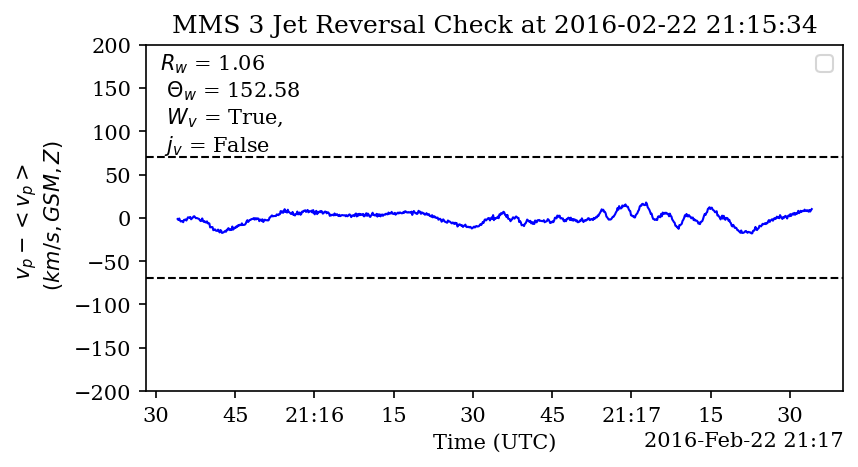 MMS 3 Jet Reversal Check at 2016-02-22 21:15:34
200
150
100
50
0
−50
−100
−150
−200
v_p − < v_p >
(km/s, GSM, Z)
R_w = 1.06
Θ_w = 152.58
W_v = True,
j_v = False
30 45 21:16 15 30 45 21:17 15 30
Time (UTC)
2016-Feb-22 21:17